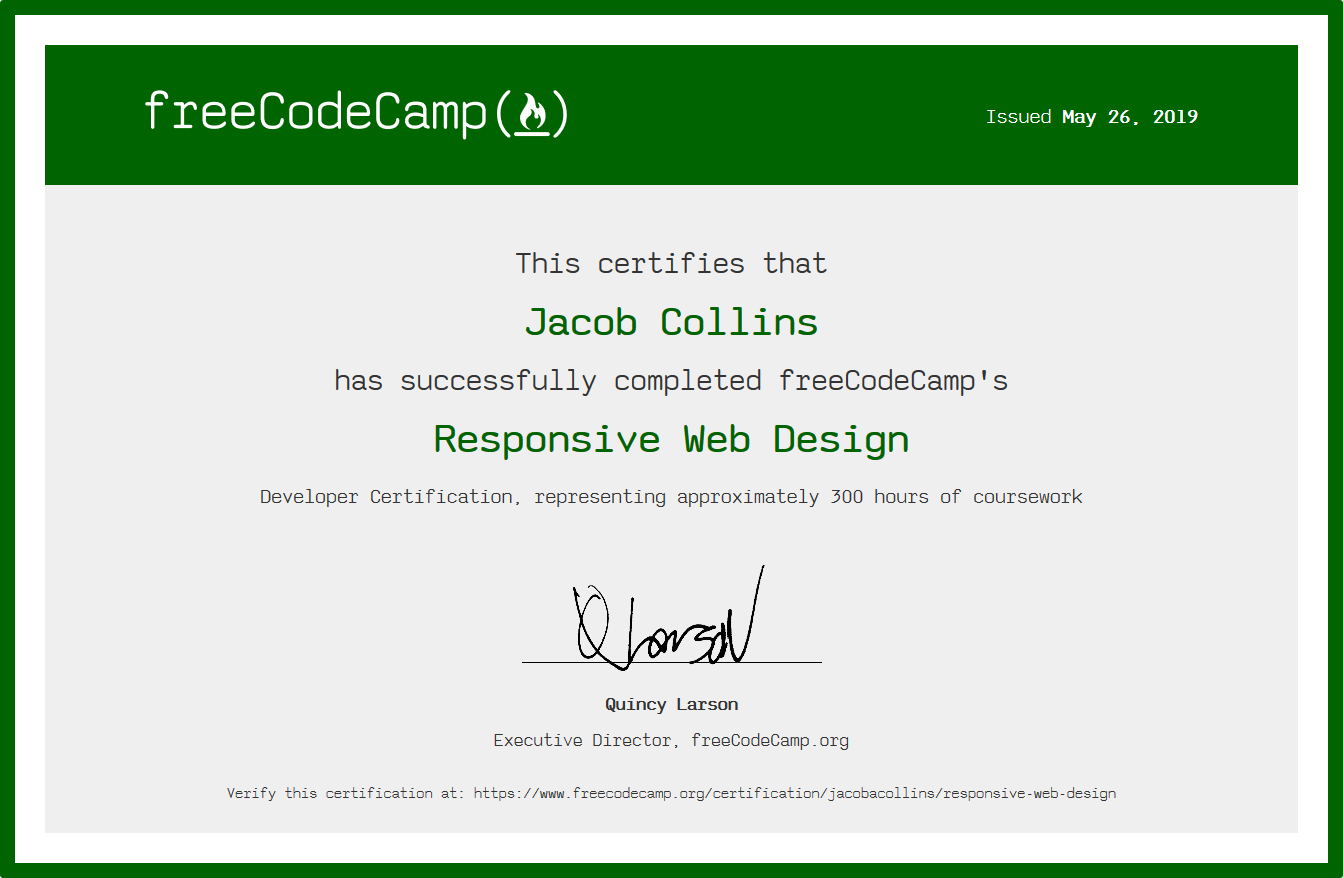 freeCodeCamp(🔥)
Issued May 26, 2019
This certifies that
Jacob Collins
has successfully completed freeCodeCamp's
Responsive Web Design
Developer Certification, representing approximately 300 hours of coursework
Q Larson
Quincy Larson
Executive Director, freeCodeCamp.org
Verify this certification at: https://www.freecodecamp.org/certification/jacobacollins/responsive-web-design